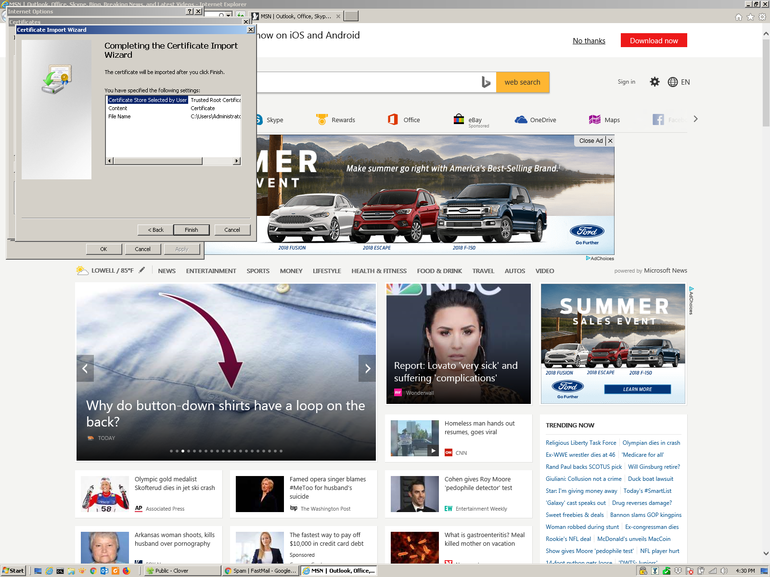 MSN | Outlook, Office, Skype, Bing, Breaking News, and Latest Videos - Internet Explorer
Internet Options
MSN | Outlook, Office, Skyp...
Certificates
Certificate Import Wizard
Completing the Certificate Import
Wizard
The certificate will be imported after you click Finish.
You have specified the following settings:
Certificate Store Selected by User Trusted Root Certifica
Content Certificate
File Name C:\Users\Administrato
< Back Finish Cancel
OK Cancel Apply
now on iOS and Android
No thanks Download now
web search
Sign in EN
Skype Rewards Office eBay OneDrive Maps
Sponsored
Close Ad
MER
EVENT
Make summer go right with America's Best-Selling Brand.
2018 FUSION 2018 ESCAPE 2018 F-150
Ford
Go Further
AdChoices
LOWELL / 85°F NEWS ENTERTAINMENT SPORTS MONEY LIFESTYLE HEALTH & FITNESS FOOD & DRINK TRAVEL AUTOS VIDEO
powered by Microsoft News
Why do button-down shirts have a loop on the
back?
TODAY
NBC
Report: Lovato 'very sick' and
suffering 'complications'
Wonderwall
AdChoices
SUMMER
SALES EVENT
2018 FUSION 2018 ESCAPE 2018 F-150
Ford
Go Further
LEARN MORE
Homeless man hands out
resumes, goes viral
CNN
TRENDING NOW
Religious Liberty Task Force Olympian dies in crash
Ex-WWE wrestler dies at 46 'Medicare for all'
Rand Paul backs SCOTUS pick Will Ginsburg retire?
Giuliani: Collusion not a crime Duck boat lawsuit
Star: I'm giving money away Today's #SmartList
'Galaxy' cast speaks out Drug reverses damage?
Sweet freebies & deals Bannon slams GOP kingpins
Woman robbed during stunt Ex-congressman dies
Rookie's NFL deal McDonald's unveils MacCoin
Show gives Moore 'pedophile test' NFL player hurt
Olympic gold medalist
Skofterud dies in jet ski crash
AP Associated Press
58
Famed opera singer blames
#MeToo for husband's
suicide
The Washington Post
Cohen gives Roy Moore
'pedophile detector' test
Entertainment Weekly
Arkansas woman shoots, kills
husband over pornography
The fastest way to pay off
$10,000 in credit card debt
Sponsored
What is gastroenteritis? Meal
killed mother on vacation
Start
Public - Clover
Spam | FastMail - Google...
MSN | Outlook, Office,...
4:30 PM